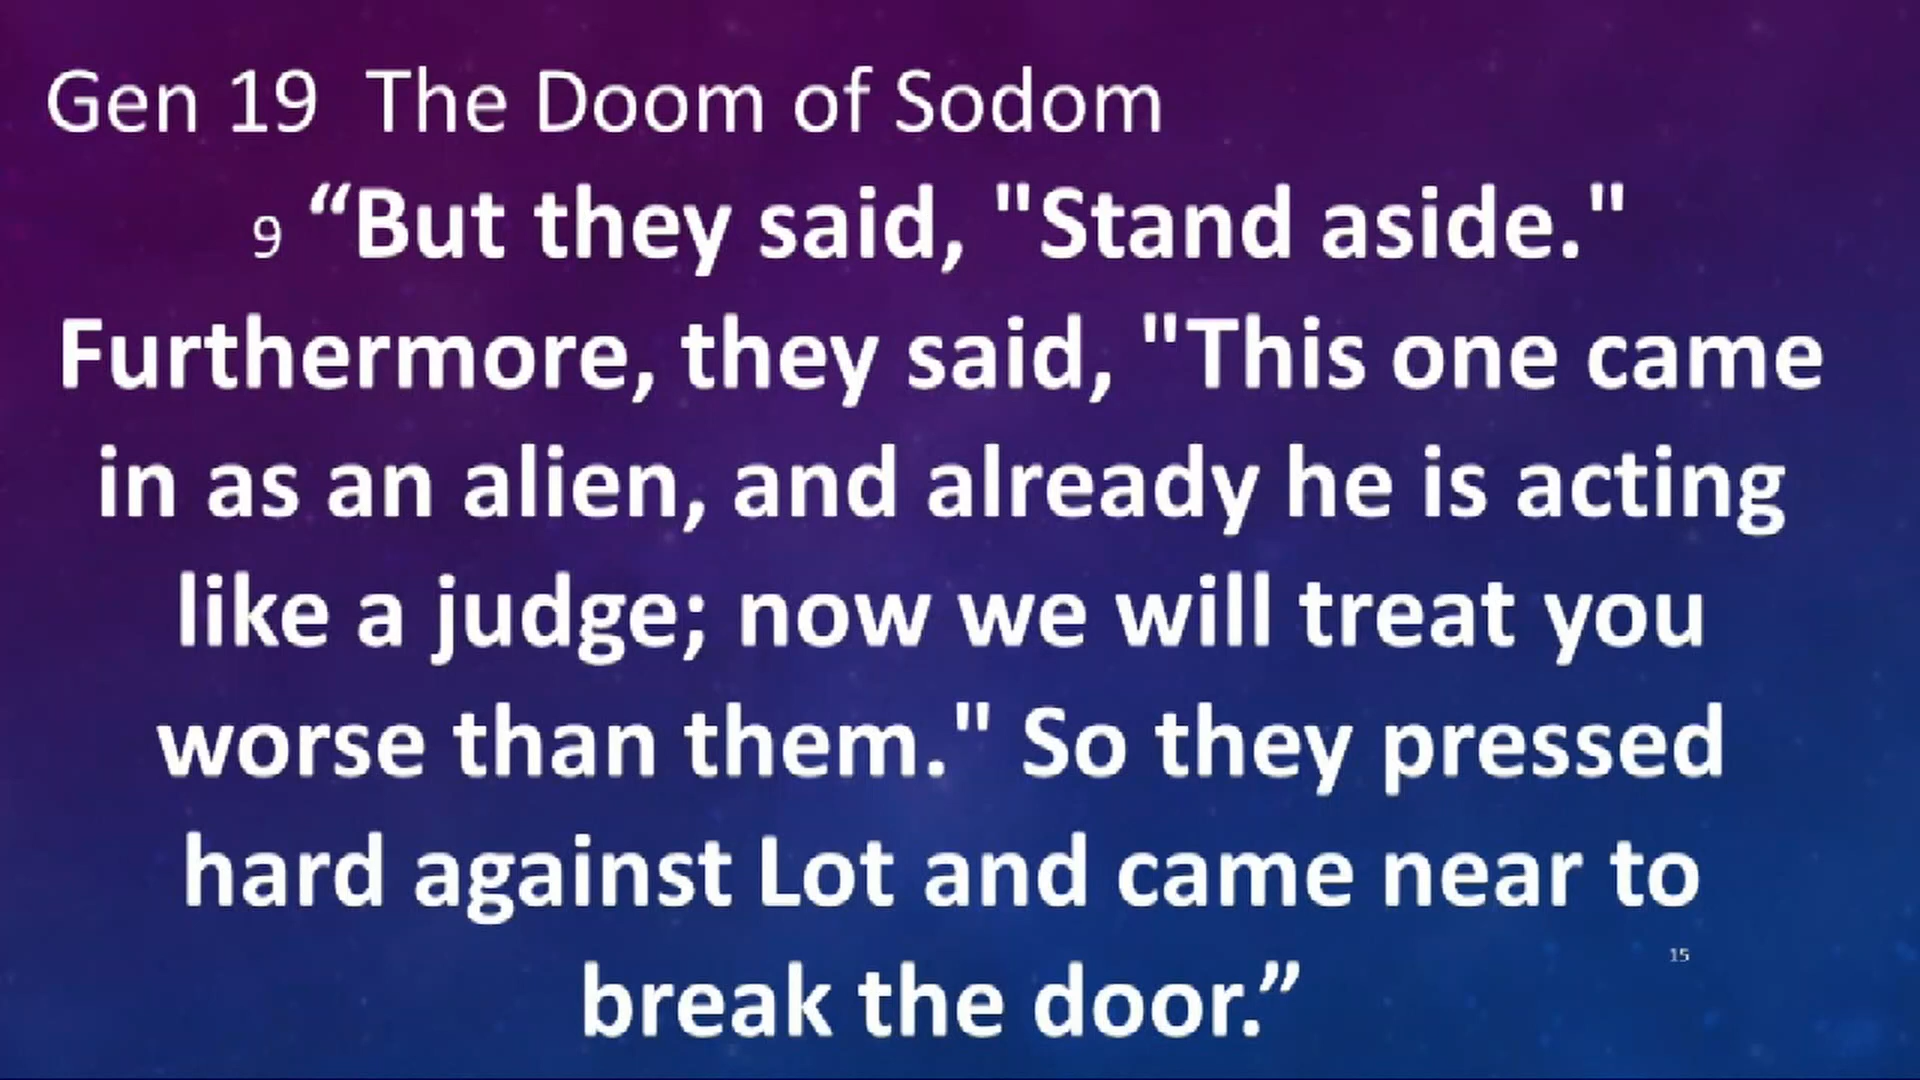 Gen 19 The Doom of Sodom
9 “But they said, "Stand aside."
Furthermore, they said, "This one came
in as an alien, and already he is acting
like a judge; now we will treat you
worse than them." So they pressed
hard against Lot and came near to
break the door.”
15